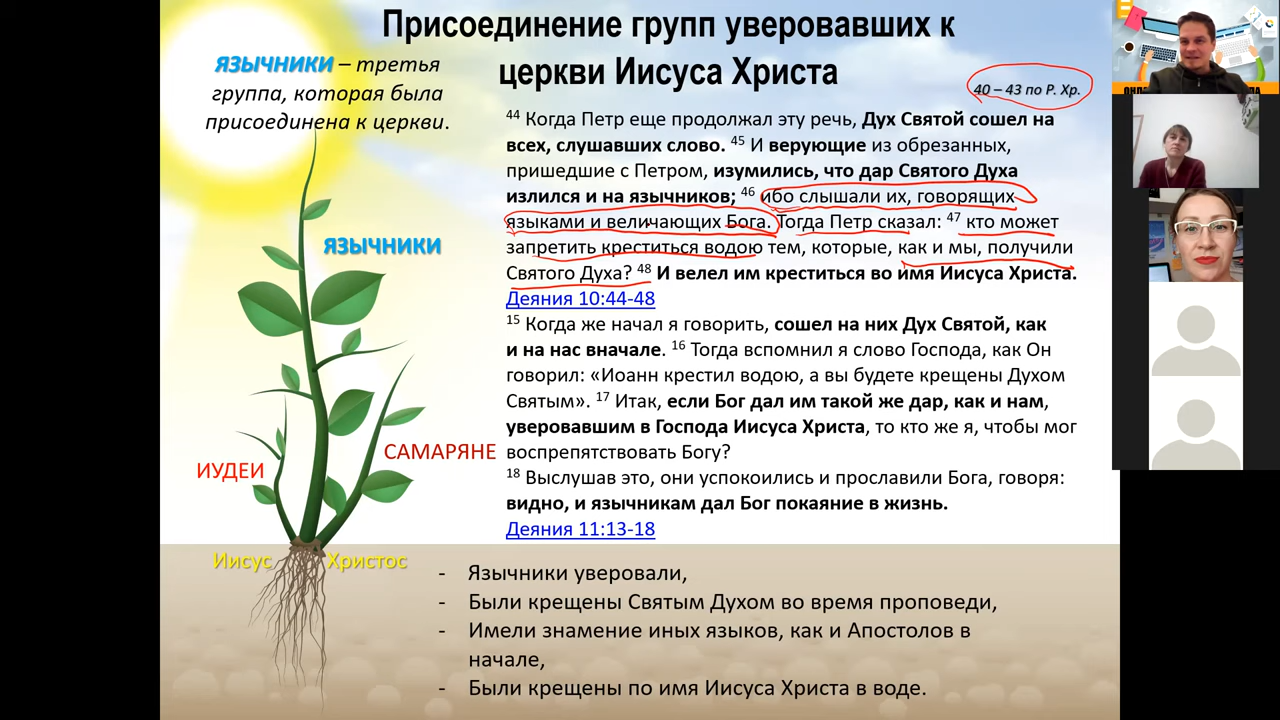 Присоединение групп уверовавших к
церкви Иисуса Христа
40 – 43 по Р. Хр.
ЯЗЫЧНИКИ – третья
группа, которая была
присоединена к церкви.
44 Когда Петр еще продолжал эту речь, Дух Святой сошел на
всех, слушавших слово. 45 И верующие из обрезанных,
пришедшие с Петром, изумились, что дар Святого Духа
излился и на язычников; 46 ибо слышали их, говорящих
языками и величающих Бога. Тогда Петр сказал: 47 кто может
запретить креститься водою тем, которые, как и мы, получили
Святого Духа? 48 И велел им креститься во имя Иисуса Христа.
Деяния 10:44-48
15 Когда же начал я говорить, сошел на них Дух Святой, как
и на нас вначале. 16 Тогда вспомнил я слово Господа, как Он
говорил: «Иоанн крестил водою, а вы будете крещены Духом
Святым». 17 Итак, если Бог дал им такой же дар, как и нам,
уверовавшим в Господа Иисуса Христа, то кто же я, чтобы мог
воспрепятствовать Богу?
18 Выслушав это, они успокоились и прославили Бога, говоря:
видно, и язычникам дал Бог покаяние в жизнь.
Деяния 11:13-18
ЯЗЫЧНИКИ
САМАРЯНЕ
ИУДЕИ
Иисус Христос
- Язычники уверовали,
- Были крещены Святым Духом во время проповеди,
- Имели знамение иных языков, как и Апостолов в
начале,
- Были крещены по имя Иисуса Христа в воде.